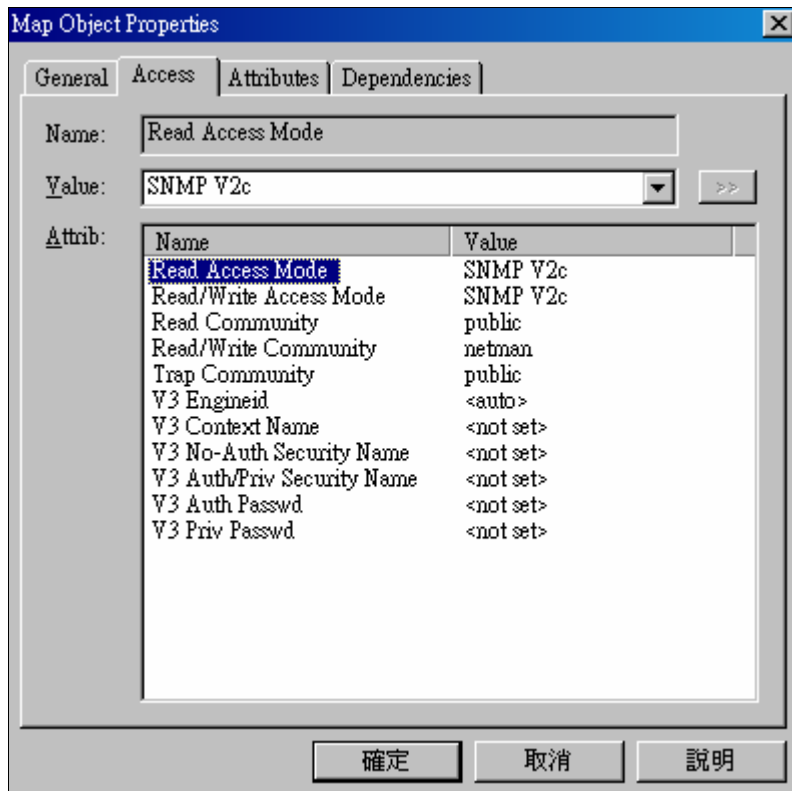 Map Object Properties
General Access Attributes Dependencies
Name: Read Access Mode
Value: SNMP V2c >>
Attrib: Name Value
Read Access Mode SNMP V2c
Read/Write Access Mode SNMP V2c
Read Community public
Read/Write Community netman
Trap Community public
V3 Engineid <auto>
V3 Context Name <not set>
V3 No-Auth Security Name <not set>
V3 Auth/Priv Security Name <not set>
V3 Auth Passwd <not set>
V3 Priv Passwd <not set>
確定 取消 說明